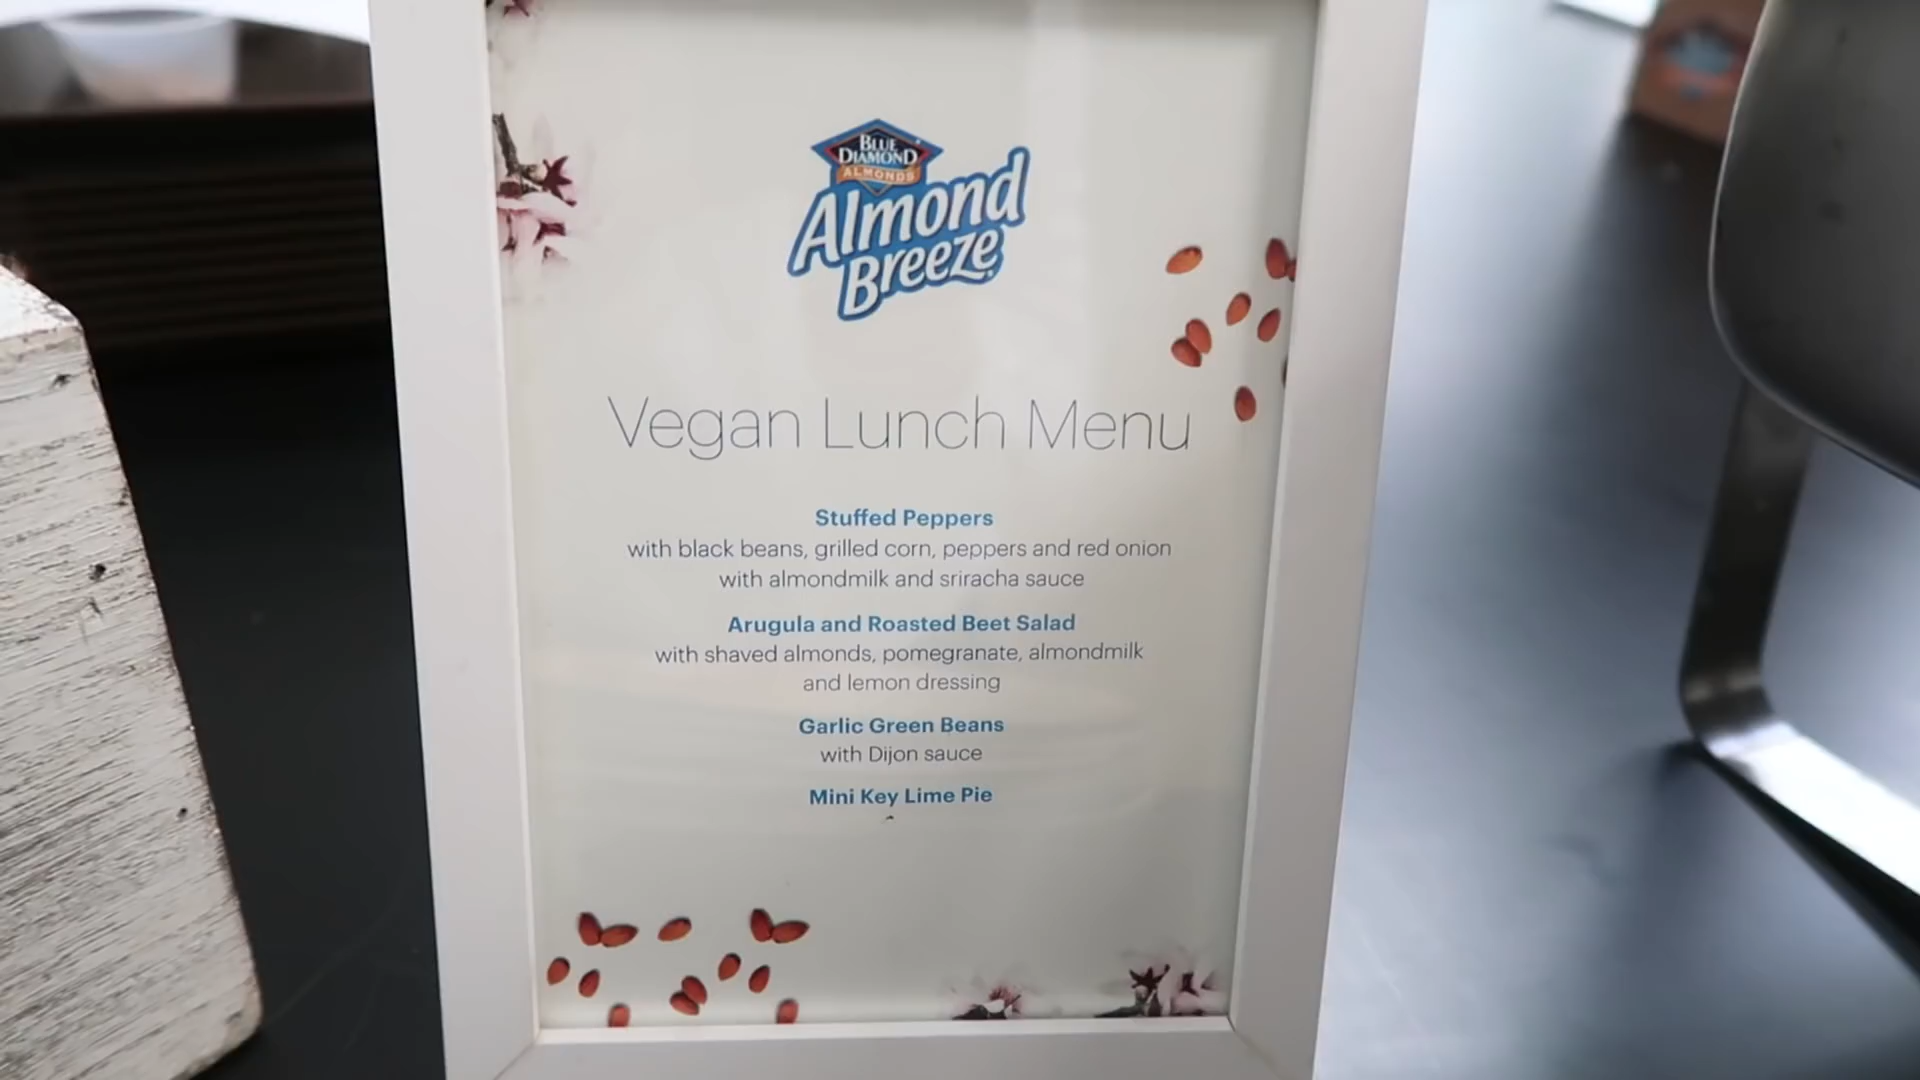 BLUE
DIAMOND
ALMONDS
Almond
Breeze
Vegan Lunch Menu
Stuffed Peppers
with black beans, grilled corn, peppers and red onion
with almondmilk and sriracha sauce
Arugula and Roasted Beet Salad
with shaved almonds, pomegranate, almondmilk
and lemon dressing
Garlic Green Beans
with Dijon sauce
Mini Key Lime Pie